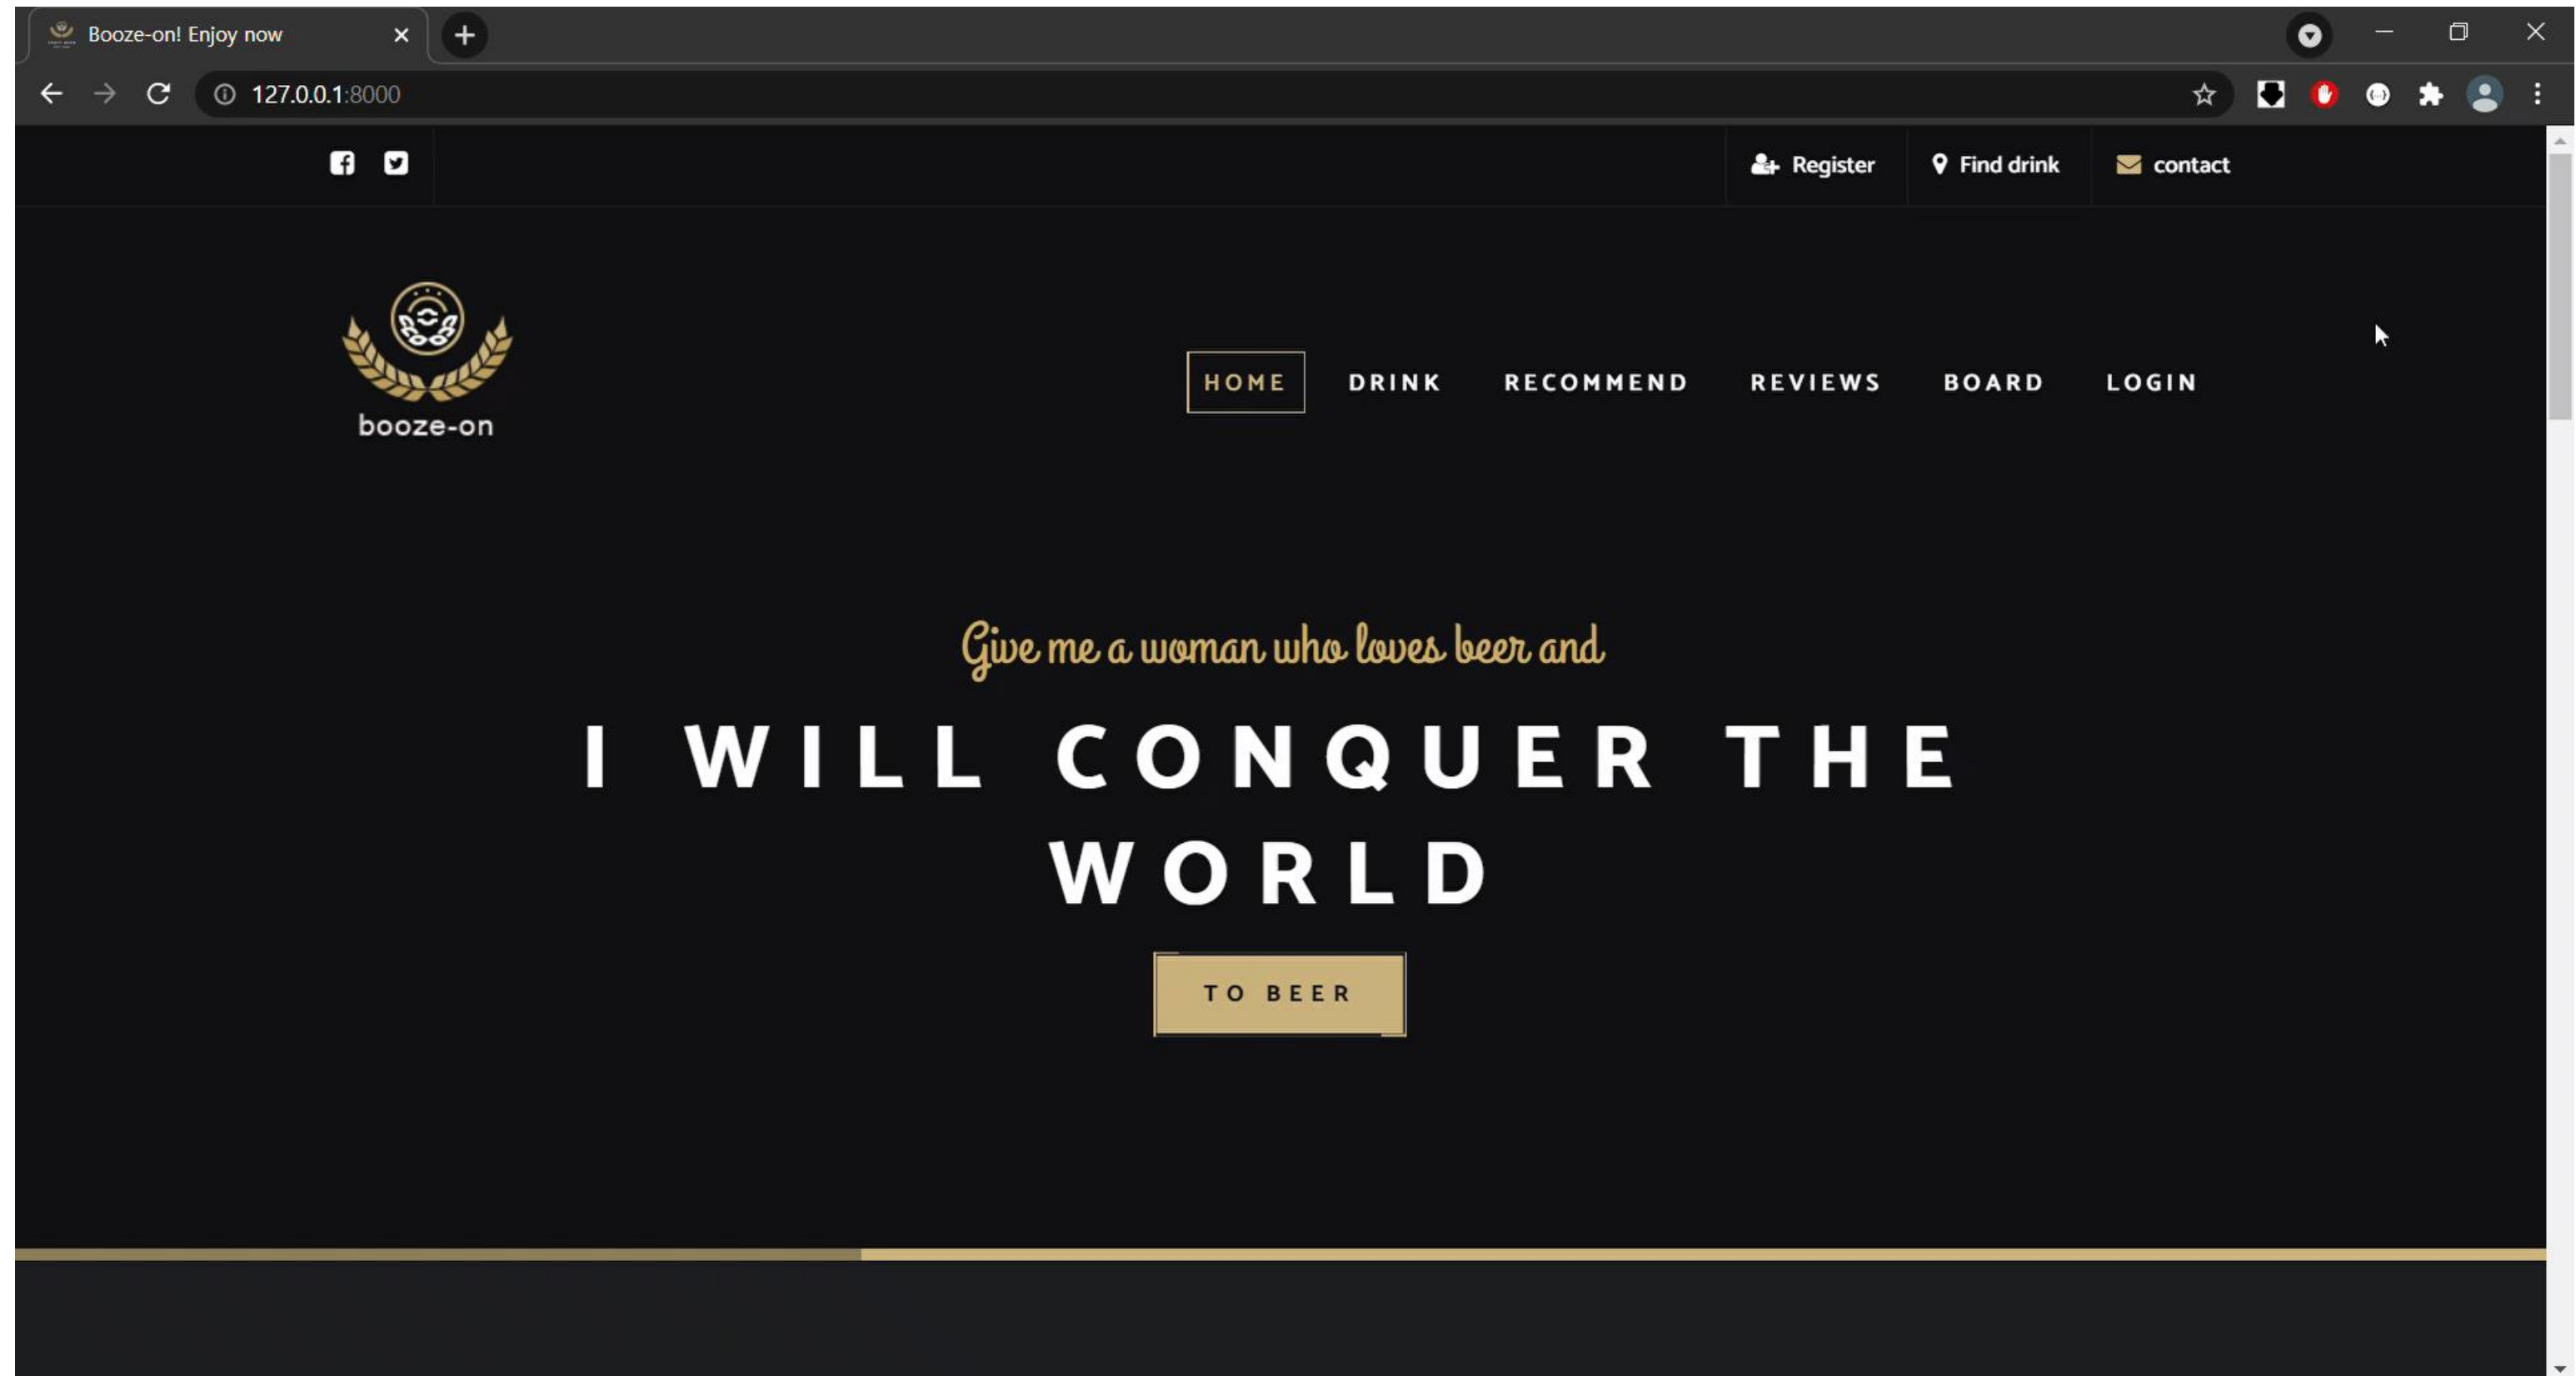 Booze-on! Enjoy now
127.0.0.1:8000
Register Find drink contact
booze-on
HOME DRINK RECOMMEND REVIEWS BOARD LOGIN
Give me a woman who loves beer and
I WILL CONQUER THE
WORLD
TO BEER